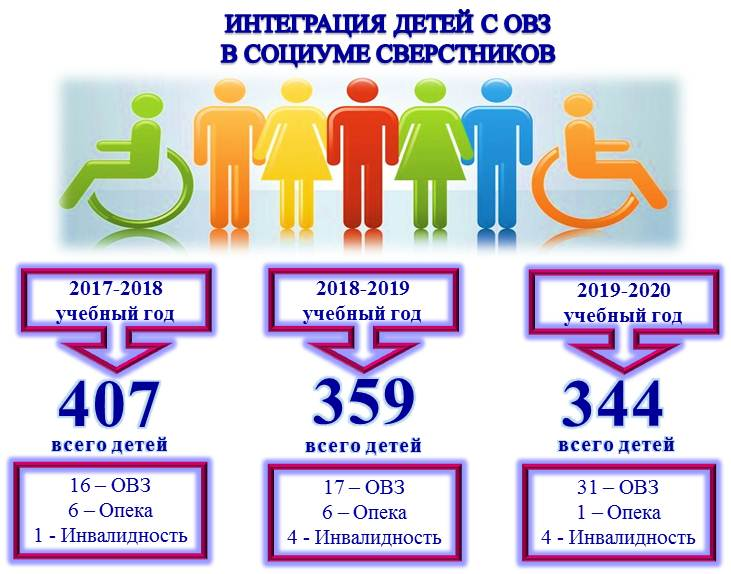 ИНТЕГРАЦИЯ ДЕТЕЙ С ОВЗ
В СОЦИУМЕ СВЕРСТНИКОВ
2017-2018
учебный год
407
всего детей
16 – ОВЗ
6 – Опека
1 - Инвалидность
2018-2019
учебный год
359
всего детей
17 – ОВЗ
6 – Опека
4 - Инвалидность
2019-2020
учебный год
344
всего детей
31 – ОВЗ
1 – Опека
4 - Инвалидность